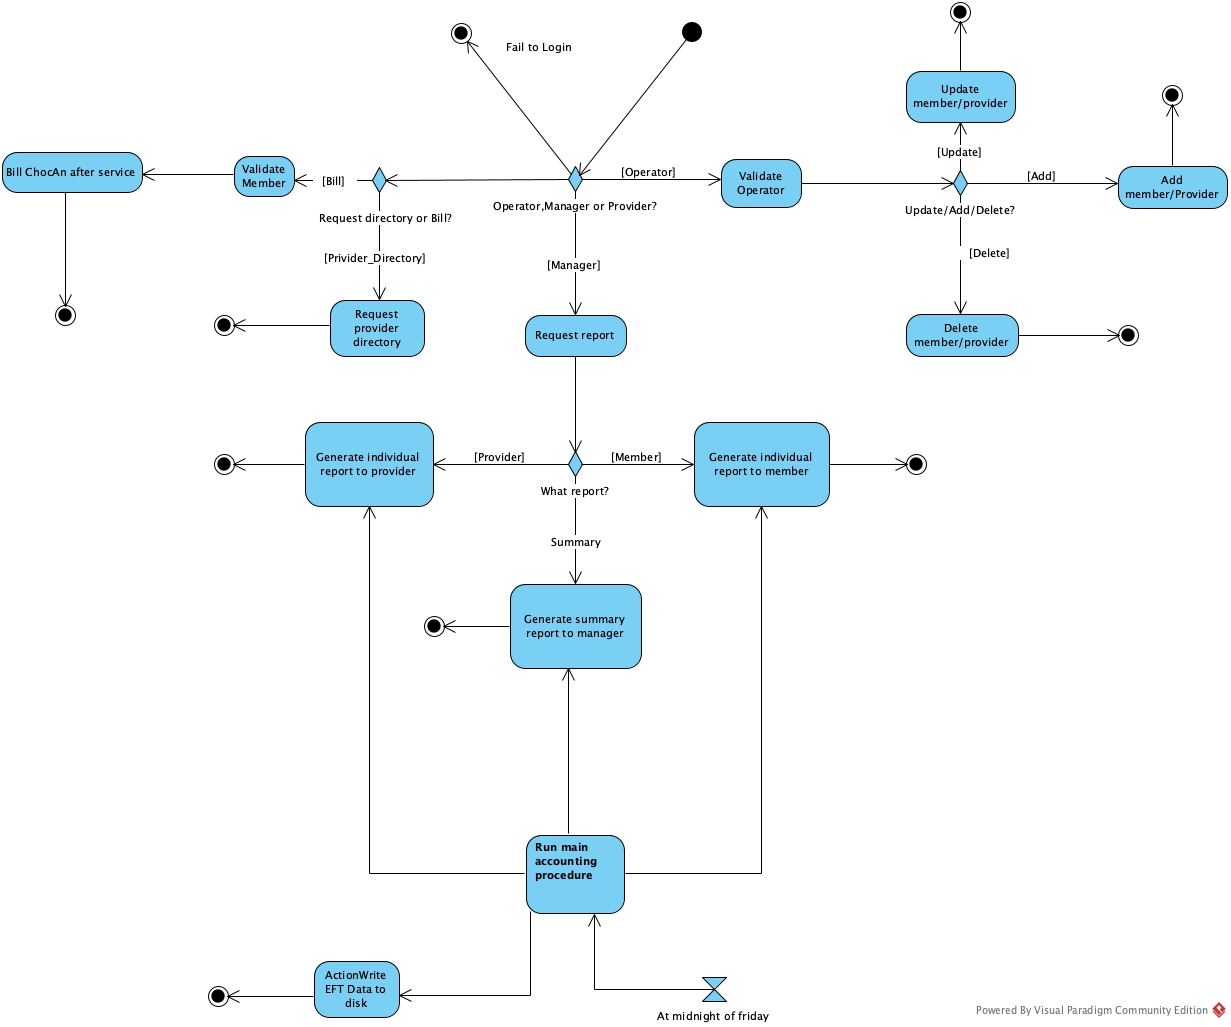 Fail to Login
Update
member/provider
[Update]
Bill ChocAn after service
Validate
Member
[Bill]
[Operator]
Validate
Operator
[Add]
Add
member/Provider
Request directory or Bill?
Operator,Manager or Provider?
Update/Add/Delete?
[Privider_Directory]
[Manager]
[Delete]
Request
provider
directory
Request report
Delete
member/provider
Generate individual
report to provider
[Provider]
[Member]
Generate individual
report to member
What report?
Summary
Generate summary
report to manager
Run main
accounting
procedure
ActionWrite
EFT Data to
disk
At midnight of friday
Powered By Visual Paradigm Community Edition